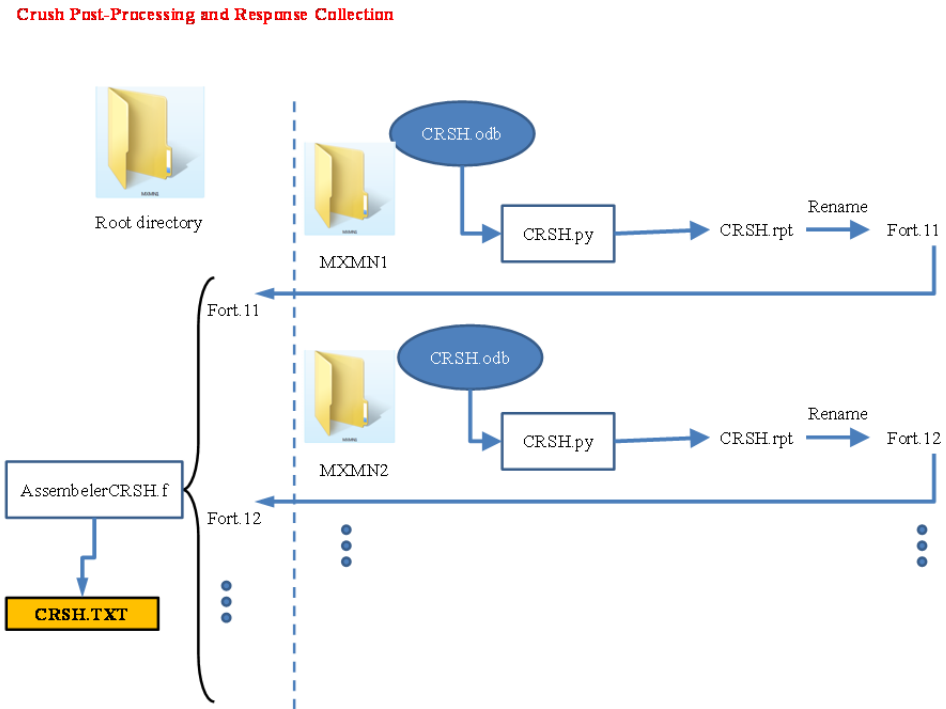 Crush Post-Processing and Response Collection
CRSH.odb
Root directory
MXMN1
CRSH.py
CRSH.rpt
Rename
Fort.11
Fort.11
CRSH.odb
MXMN2
CRSH.py
CRSH.rpt
Rename
Fort.12
AssembelerCRSH.f
Fort.12
CRSH.TXT